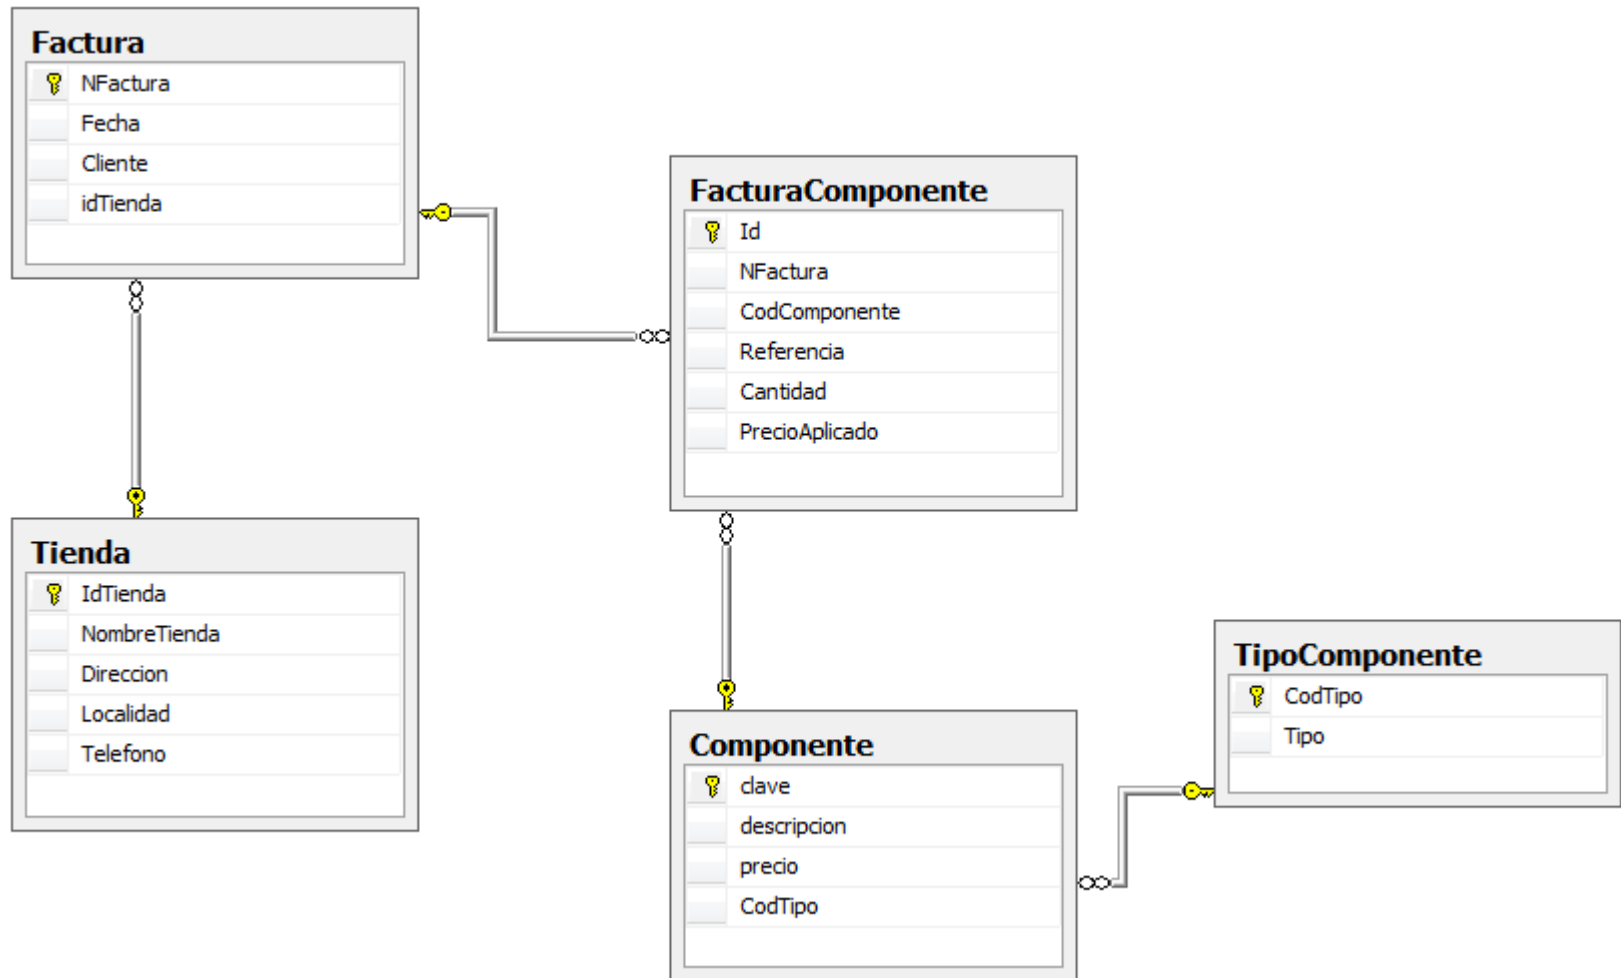 Factura
NFactura
Fecha
Cliente
idTienda
FacturaComponente
Id
NFactura
CodComponente
Referencia
Cantidad
PrecioAplicado
Tienda
IdTienda
NombreTienda
Direccion
Localidad
Telefono
Componente
clave
descripcion
precio
CodTipo
TipoComponente
CodTipo
Tipo